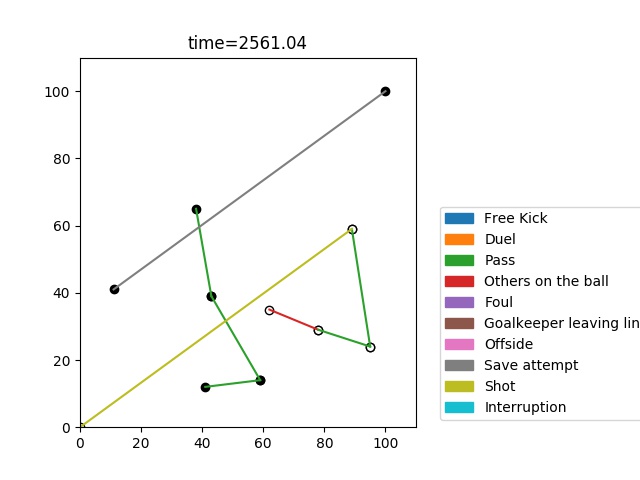 time=2561.04
100
80
60
40
20
0
0 20 40 60 80 100
Free Kick
Duel
Pass
Others on the ball
Foul
Goalkeeper leaving lin
Offside
Save attempt
Shot
Interruption